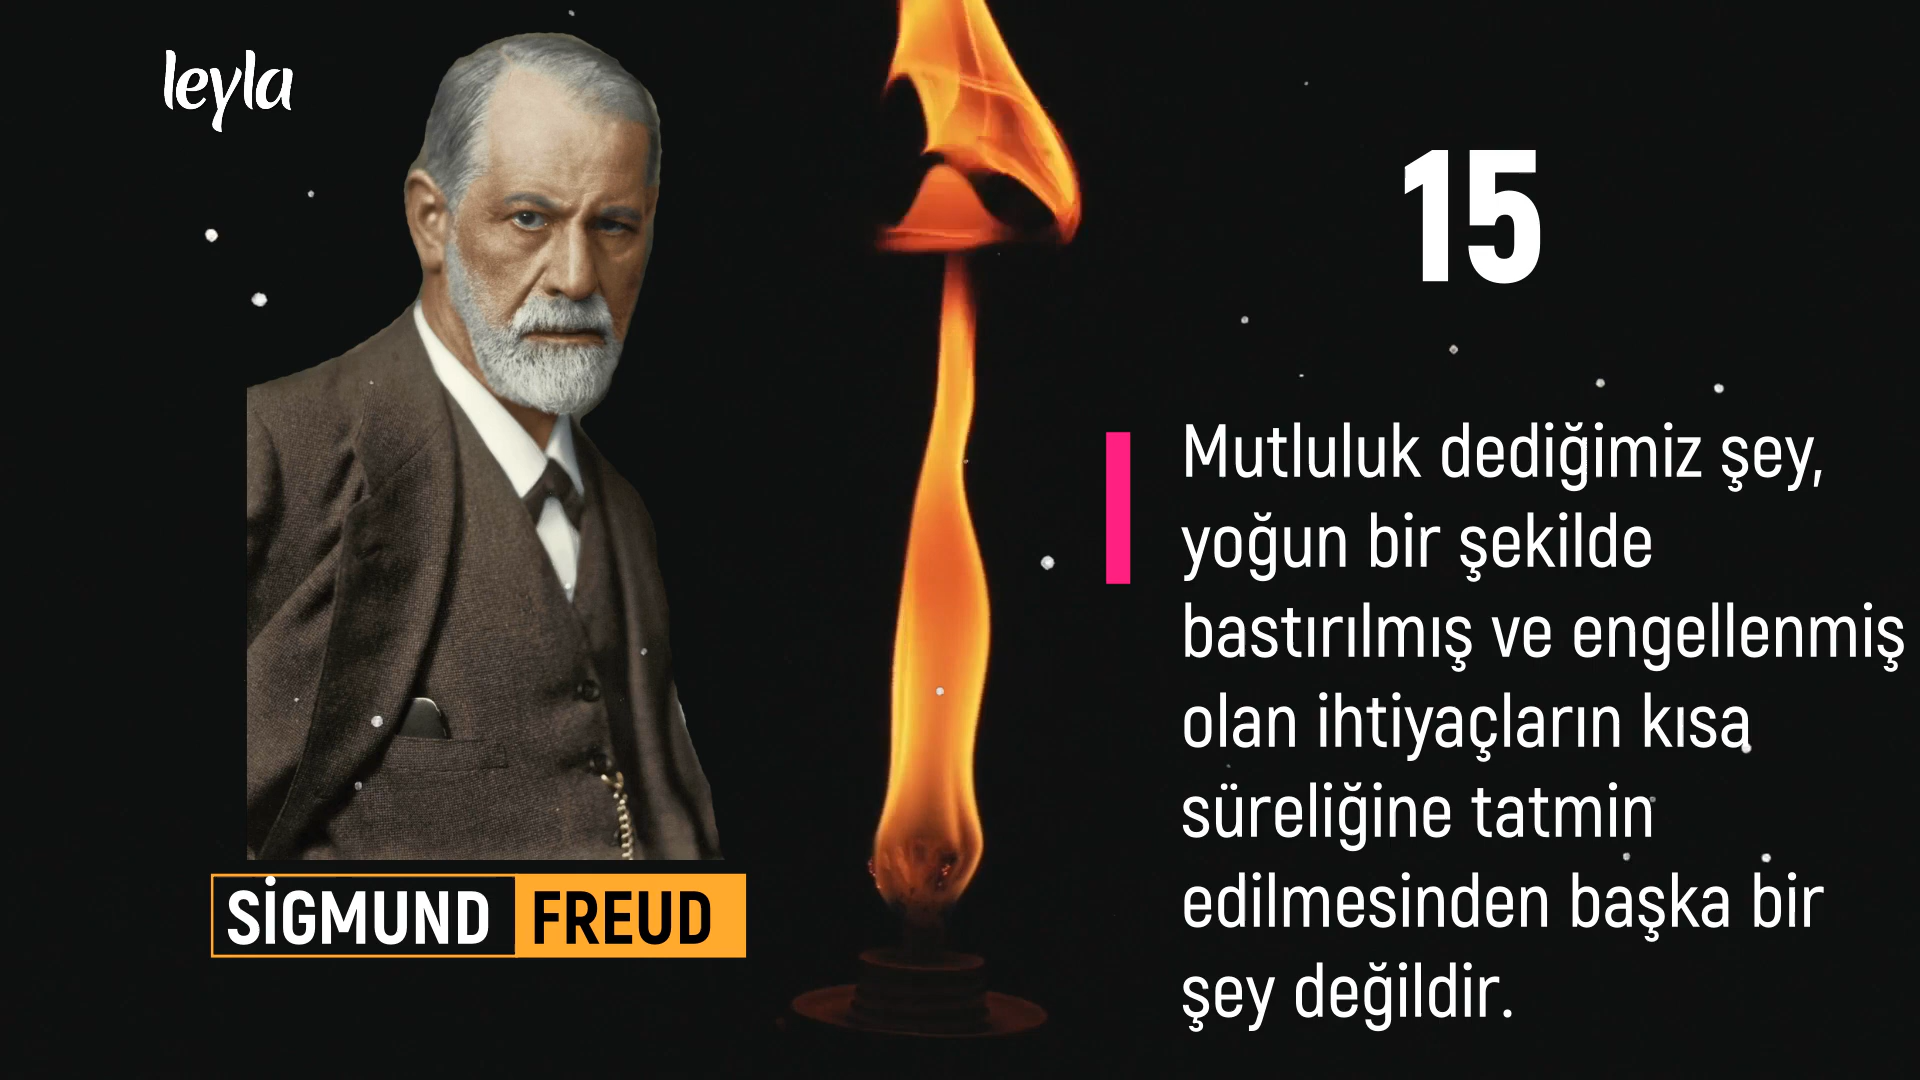 leyla
SİGMUND FREUD
15
Mutluluk dediğimiz şey,
yoğun bir şekilde
bastırılmış ve engellenmiş
olan ihtiyaçların kısa
süreliğine tatmin
edilmesinden başka bir
şey değildir.